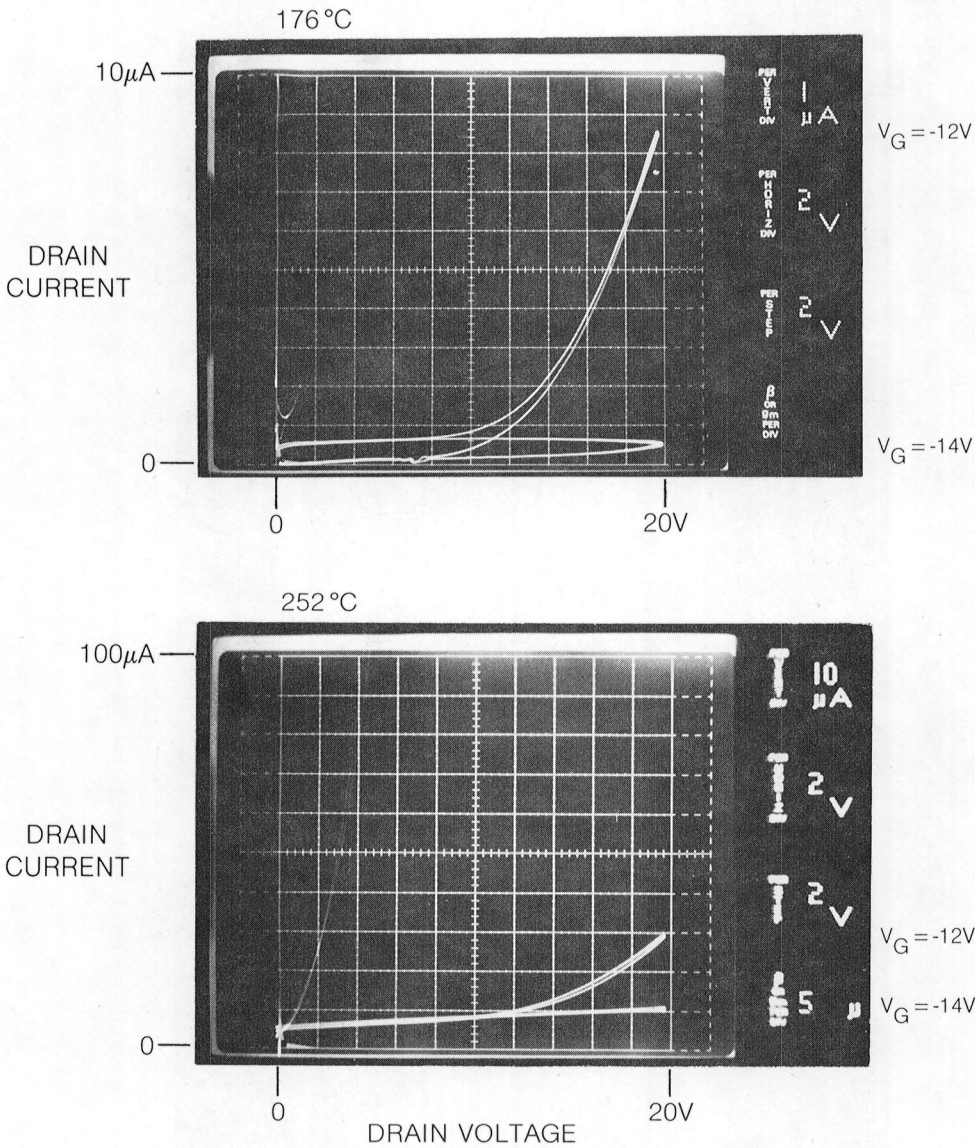 176 °C
10μA
PER VERT DIV
1 μA
V_G = -12V
PER HORIZ DIV
2 V
DRAIN CURRENT
PER STEP
2 V
β OR gm PER DIV
V_G = -14V
0
0
20V
252 °C
100μA
10 μA
2 V
DRAIN CURRENT
2 V
V_G = -12V
5 μ
V_G = -14V
0
0
20V
DRAIN VOLTAGE